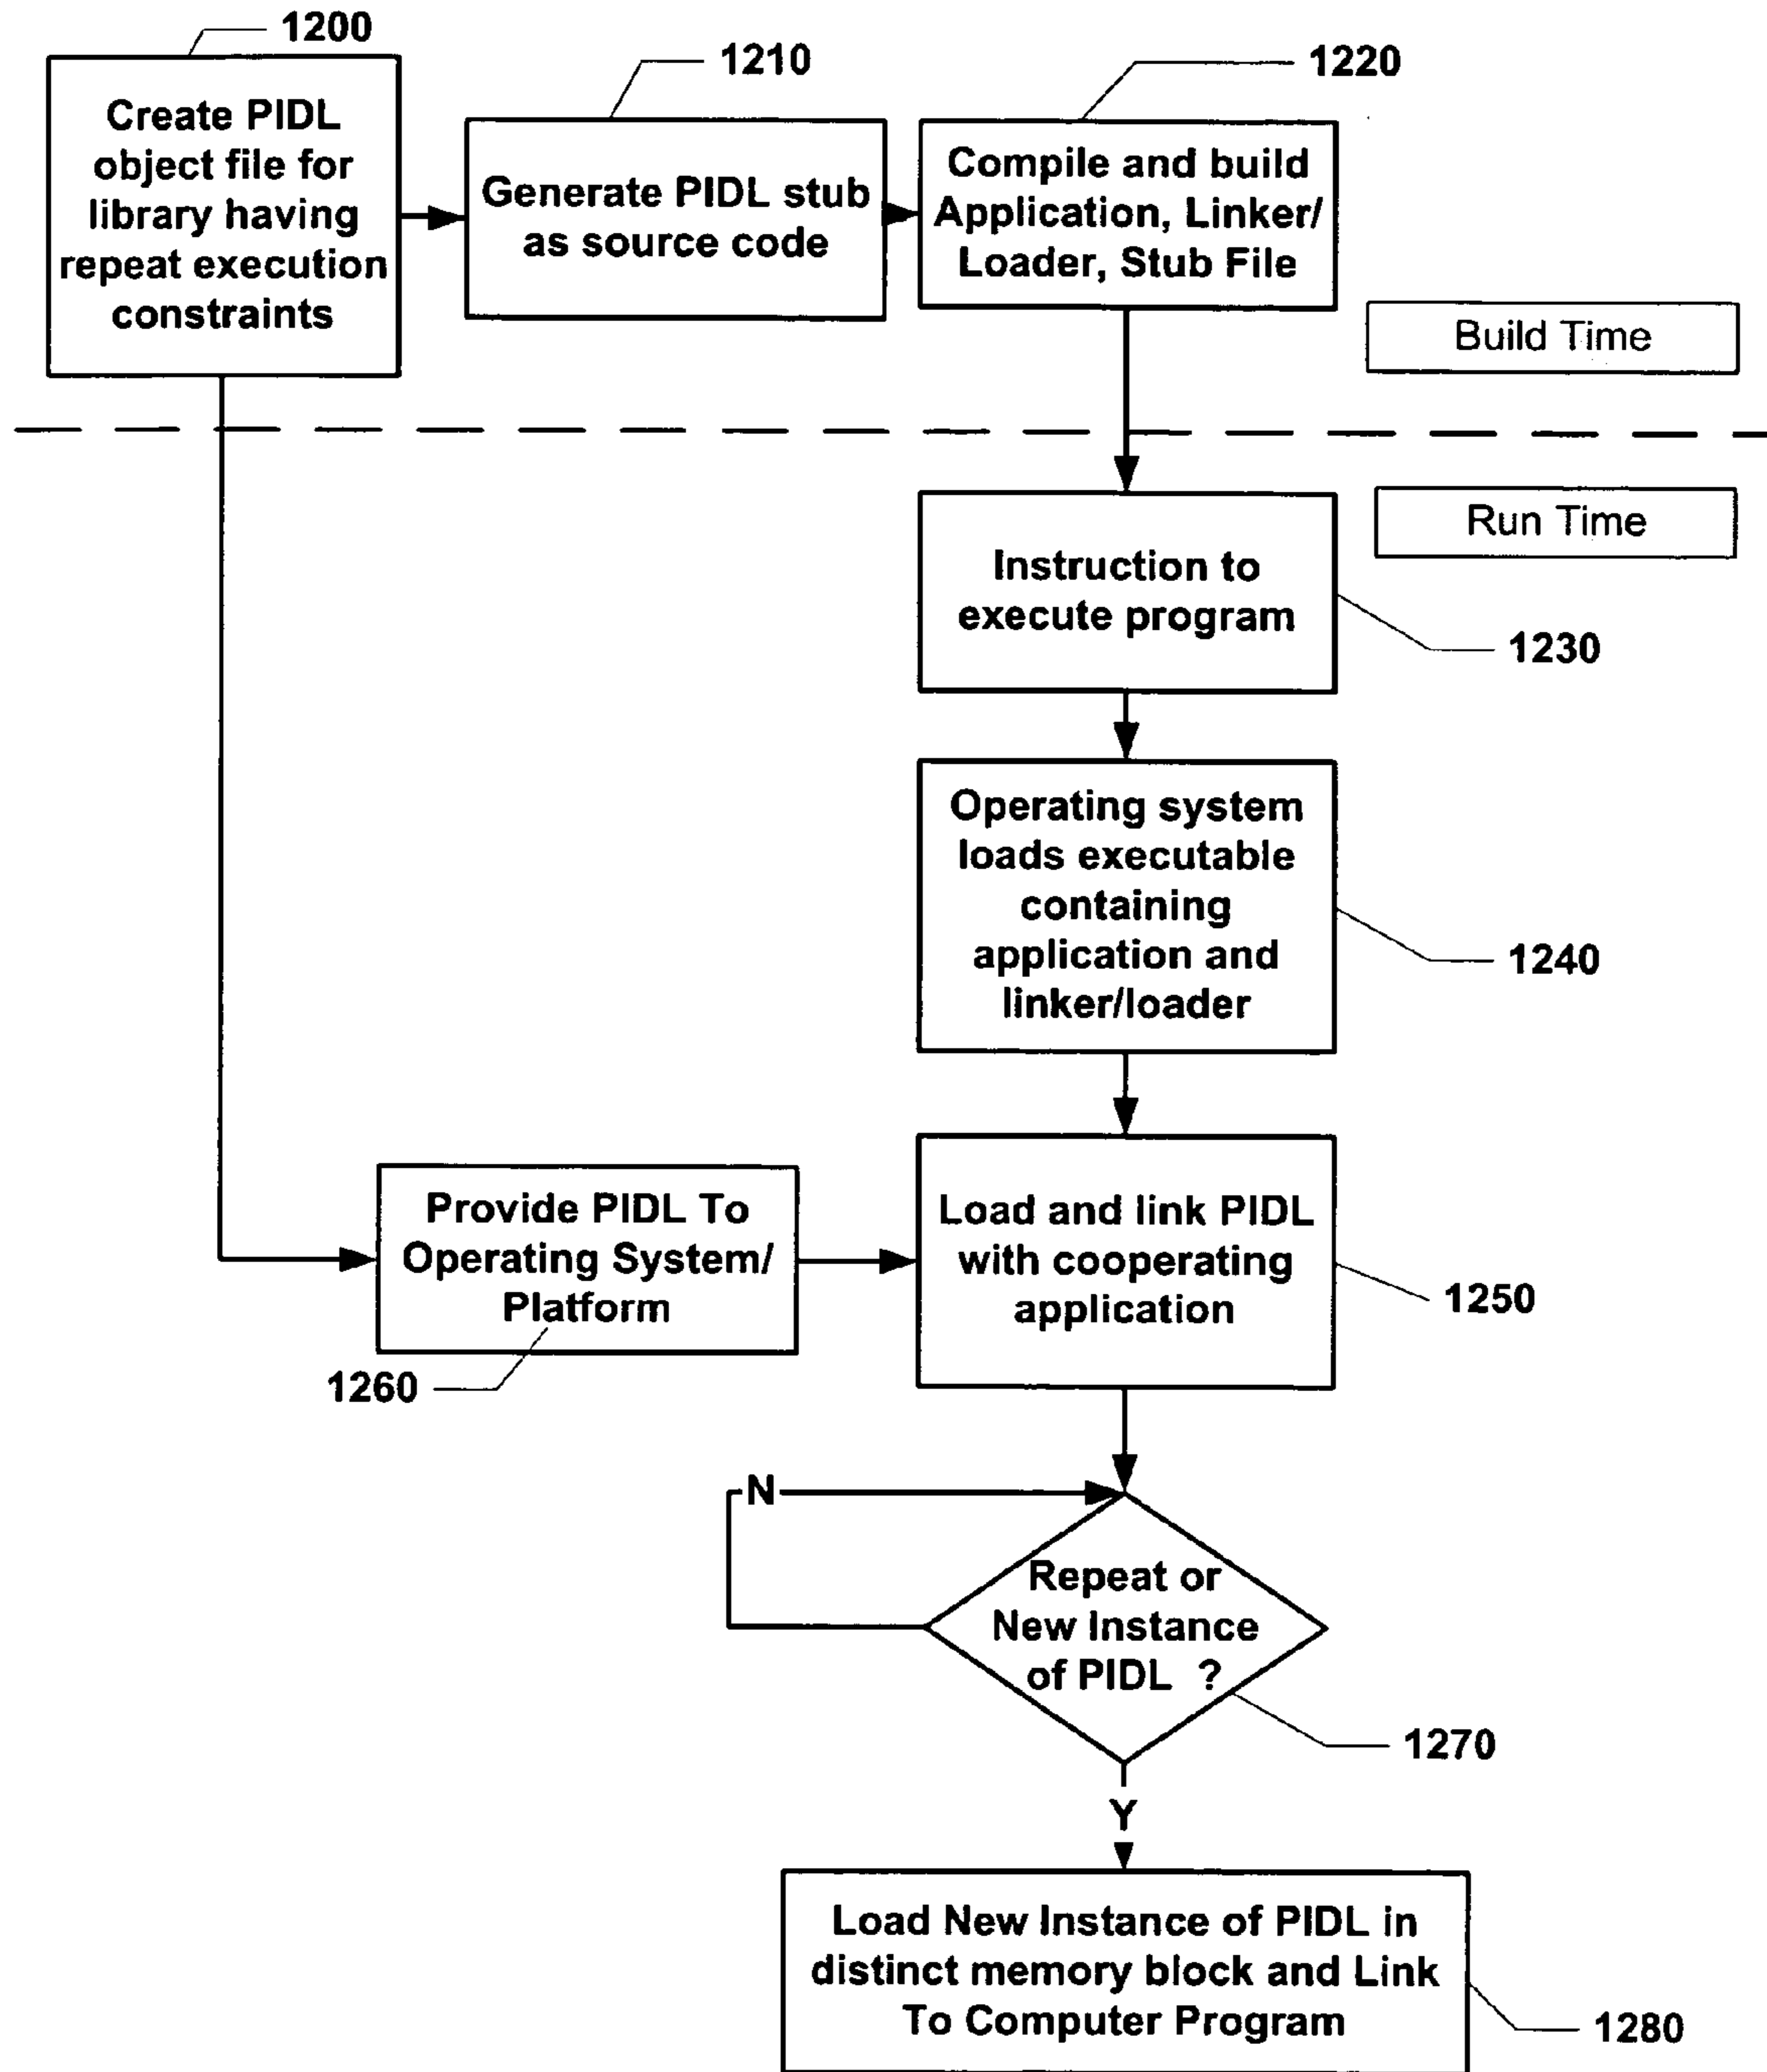 1200
Create PIDL
object file for
library having
repeat execution
constraints
1210
Generate PIDL stub
as source code
1220
Compile and build
Application, Linker/
Loader, Stub File
Build Time
Run Time
Instruction to
execute program
1230
Operating system
loads executable
containing
application and
linker/loader
1240
Provide PIDL To
Operating System/
Platform
1260
Load and link PIDL
with cooperating
application
1250
N
Repeat or
New Instance
of PIDL ?
1270
Y
Load New Instance of PIDL in
distinct memory block and Link
To Computer Program
1280